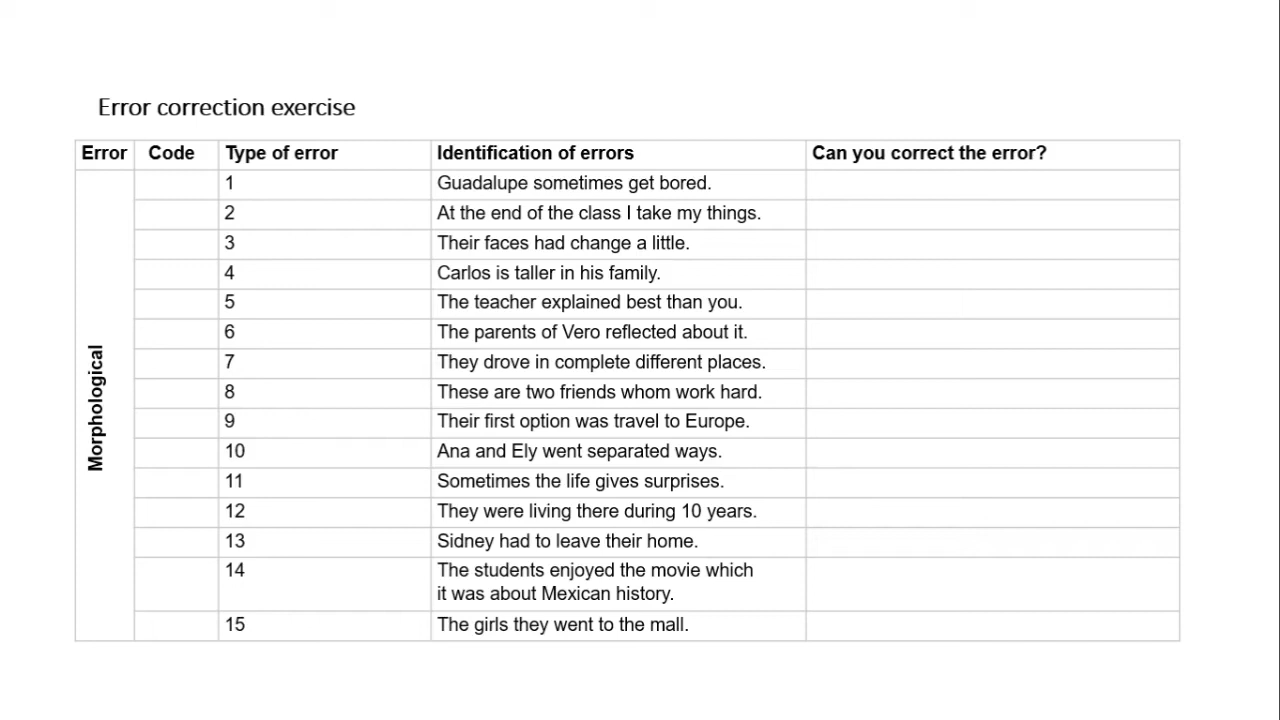 Error correction exercise
Error Code Type of error Identification of errors Can you correct the error?
Morphological
1 Guadalupe sometimes get bored.
2 At the end of the class I take my things.
3 Their faces had change a little.
4 Carlos is taller in his family.
5 The teacher explained best than you.
6 The parents of Vero reflected about it.
7 They drove in complete different places.
8 These are two friends whom work hard.
9 Their first option was travel to Europe.
10 Ana and Ely went separated ways.
11 Sometimes the life gives surprises.
12 They were living there during 10 years.
13 Sidney had to leave their home.
14 The students enjoyed the movie which
it was about Mexican history.
15 The girls they went to the mall.